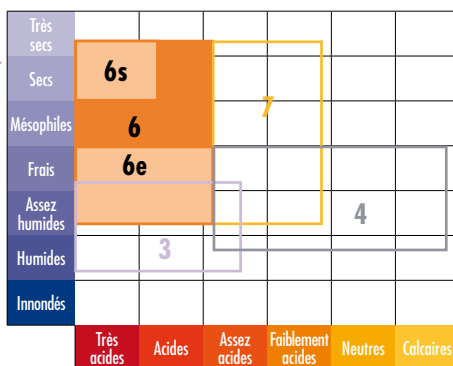 Très
secs
Secs
6s
Mésophiles
6
7
Frais
6e
Assez
humides
4
Humides
3
Innondés
Très
acides
Acides
Assez
acides
Faiblement
acides
Neutres
Calcaires